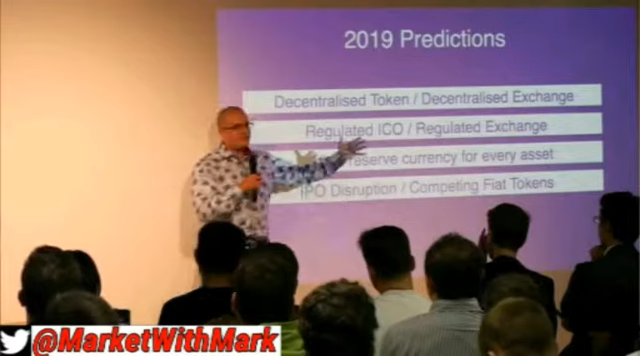 2019 Predictions
Decentralised Token / Decentralised Exchange
Regulated ICO / Regulated Exchange
reserve currency for every asset
IPO Disruption / Competing Fiat Tokens
@MarketWithMark